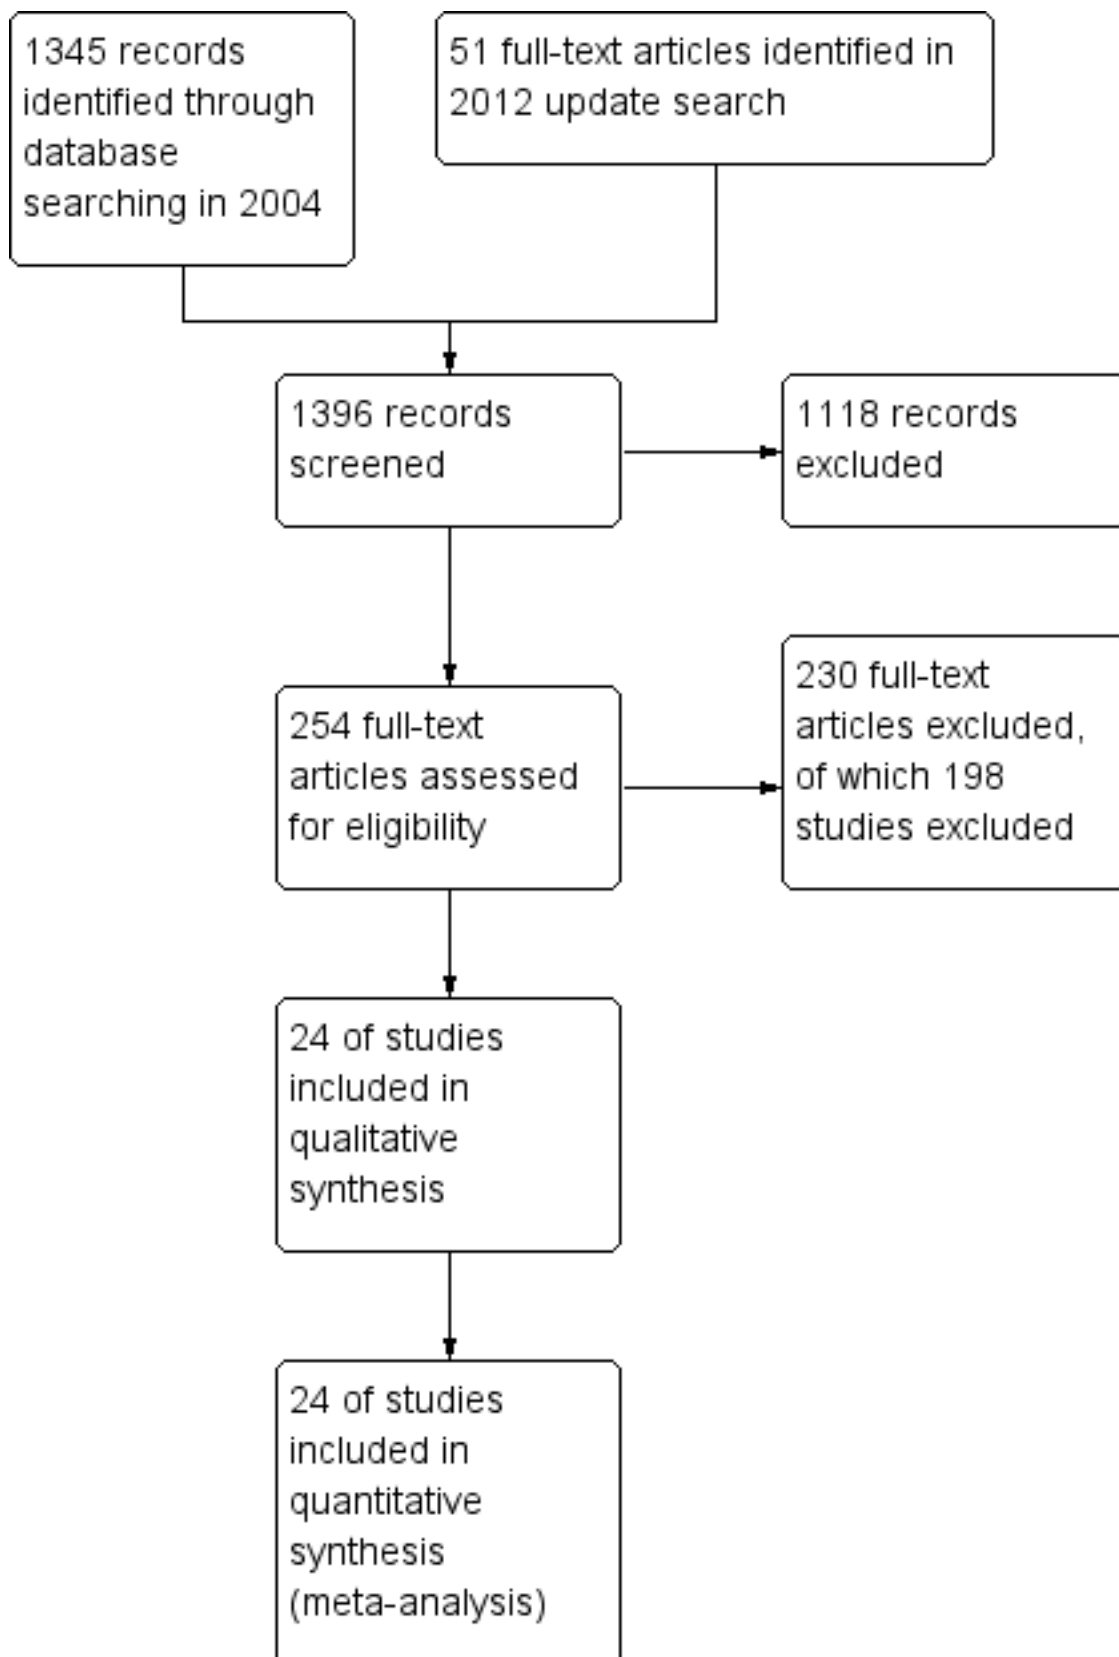 1345 records
identified through
database
searching in 2004
51 full-text articles identified in
2012 update search
1396 records
screened
1118 records
excluded
254 full-text
articles assessed
for eligibility
230 full-text
articles excluded,
of which 198
studies excluded
24 of studies
included in
qualitative
synthesis
24 of studies
included in
quantitative
synthesis
(meta-analysis)